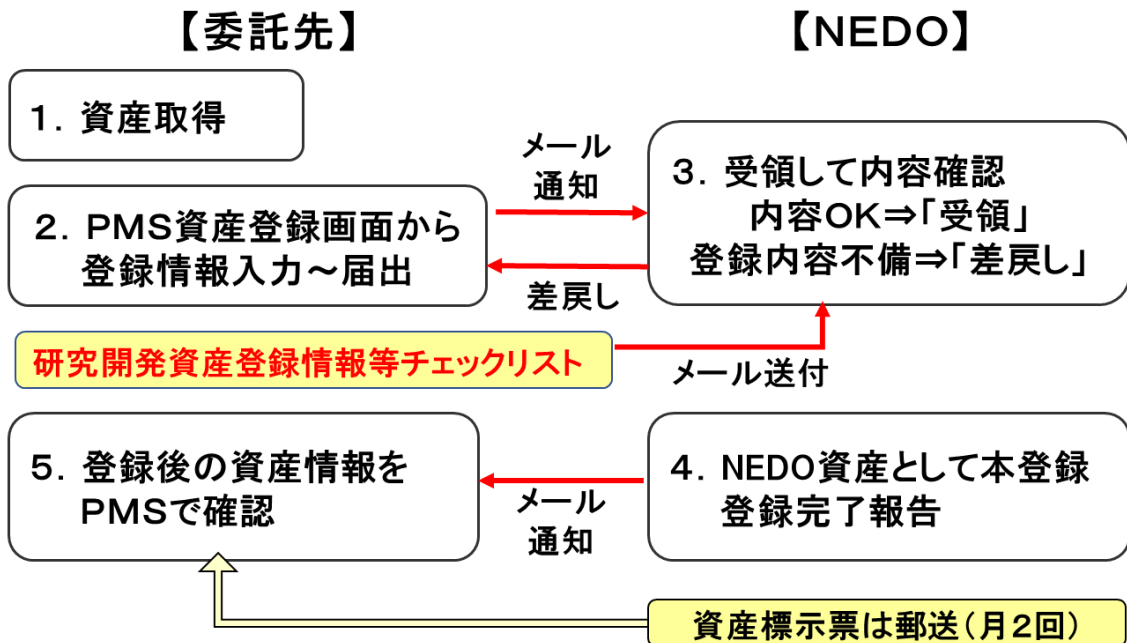 【委託先】
【NEDO】
１．資産取得
メール
通知
２．PMS資産登録画面から
登録情報入力～届出
３．受領して内容確認
内容OK⇒「受領」
登録内容不備⇒「差戻し」
差戻し
研究開発資産登録情報等チェックリスト
メール送付
５．登録後の資産情報を
PMSで確認
メール
通知
４．NEDO資産として本登録
登録完了報告
資産標示票は郵送（月２回）